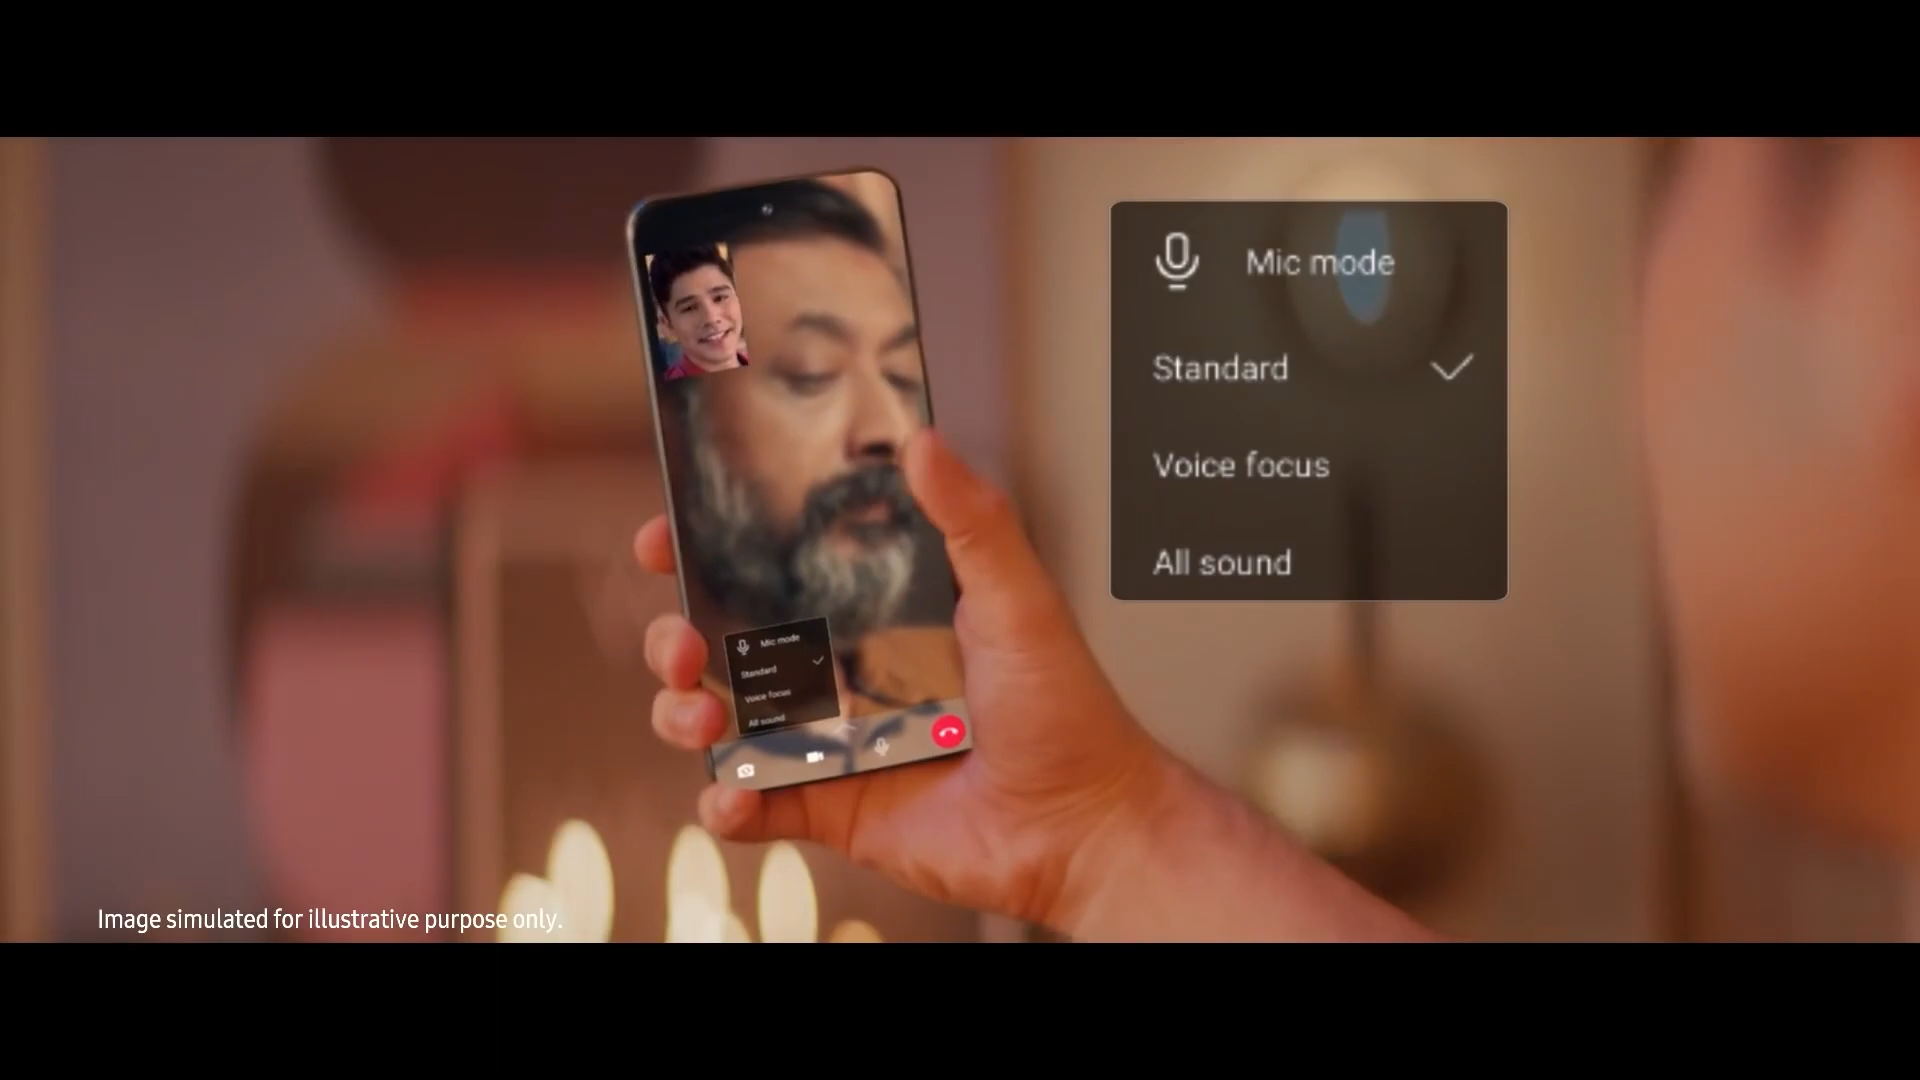 Mic mode
Standard
Voice focus
All sound
Mic mode
Standard
Voice focus
All sound
Image simulated for illustrative purpose only.